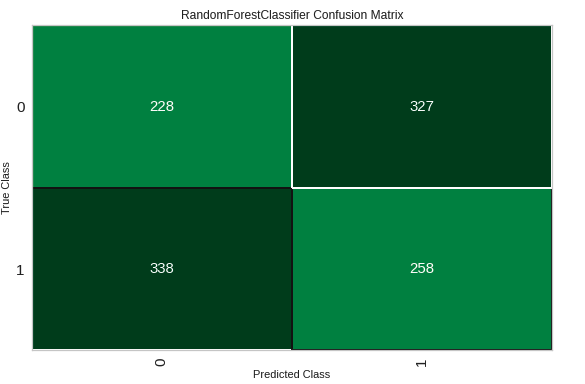 RandomForestClassifier Confusion Matrix
0
228
327
True Class
1
338
258
0
1
Predicted Class